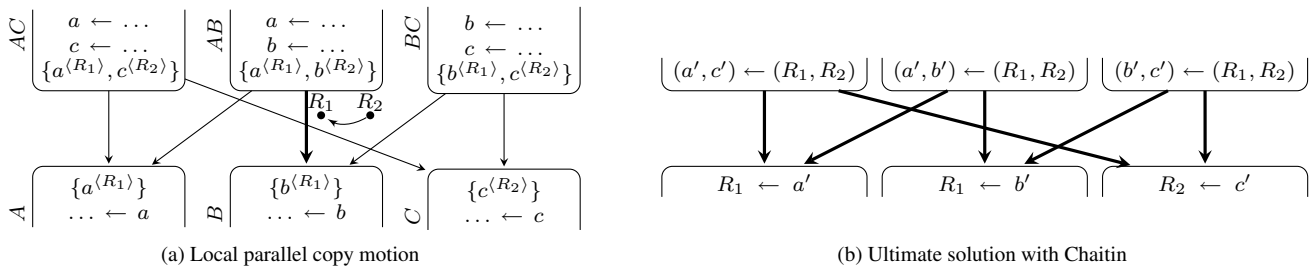 AC
a ← ...
c ← ...
{a⟨R₁⟩, c⟨R₂⟩}
AB
a ← ...
b ← ...
{a⟨R₁⟩, b⟨R₂⟩}
BC
b ← ...
c ← ...
{b⟨R₁⟩, c⟨R₂⟩}
R₁ R₂
A
{a⟨R₁⟩}
... ← a
B
{b⟨R₁⟩}
... ← b
C
{c⟨R₂⟩}
... ← c
(a) Local parallel copy motion
(a′, c′) ← (R₁, R₂)
(a′, b′) ← (R₁, R₂)
(b′, c′) ← (R₁, R₂)
R₁ ← a′
R₁ ← b′
R₂ ← c′
(b) Ultimate solution with Chaitin